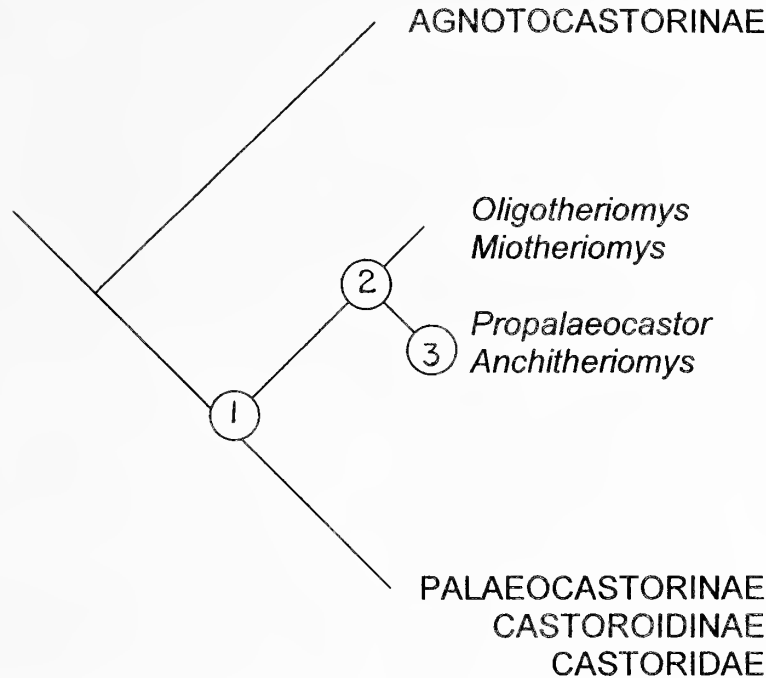 AGNOTOCASTORINAE
Oligotheriomys
Miotheriomys
2
Propalaeocastor
3
Anchitheriomys
1
PALAEOCASTORINAE
CASTOROIDINAE
CASTORIDAE